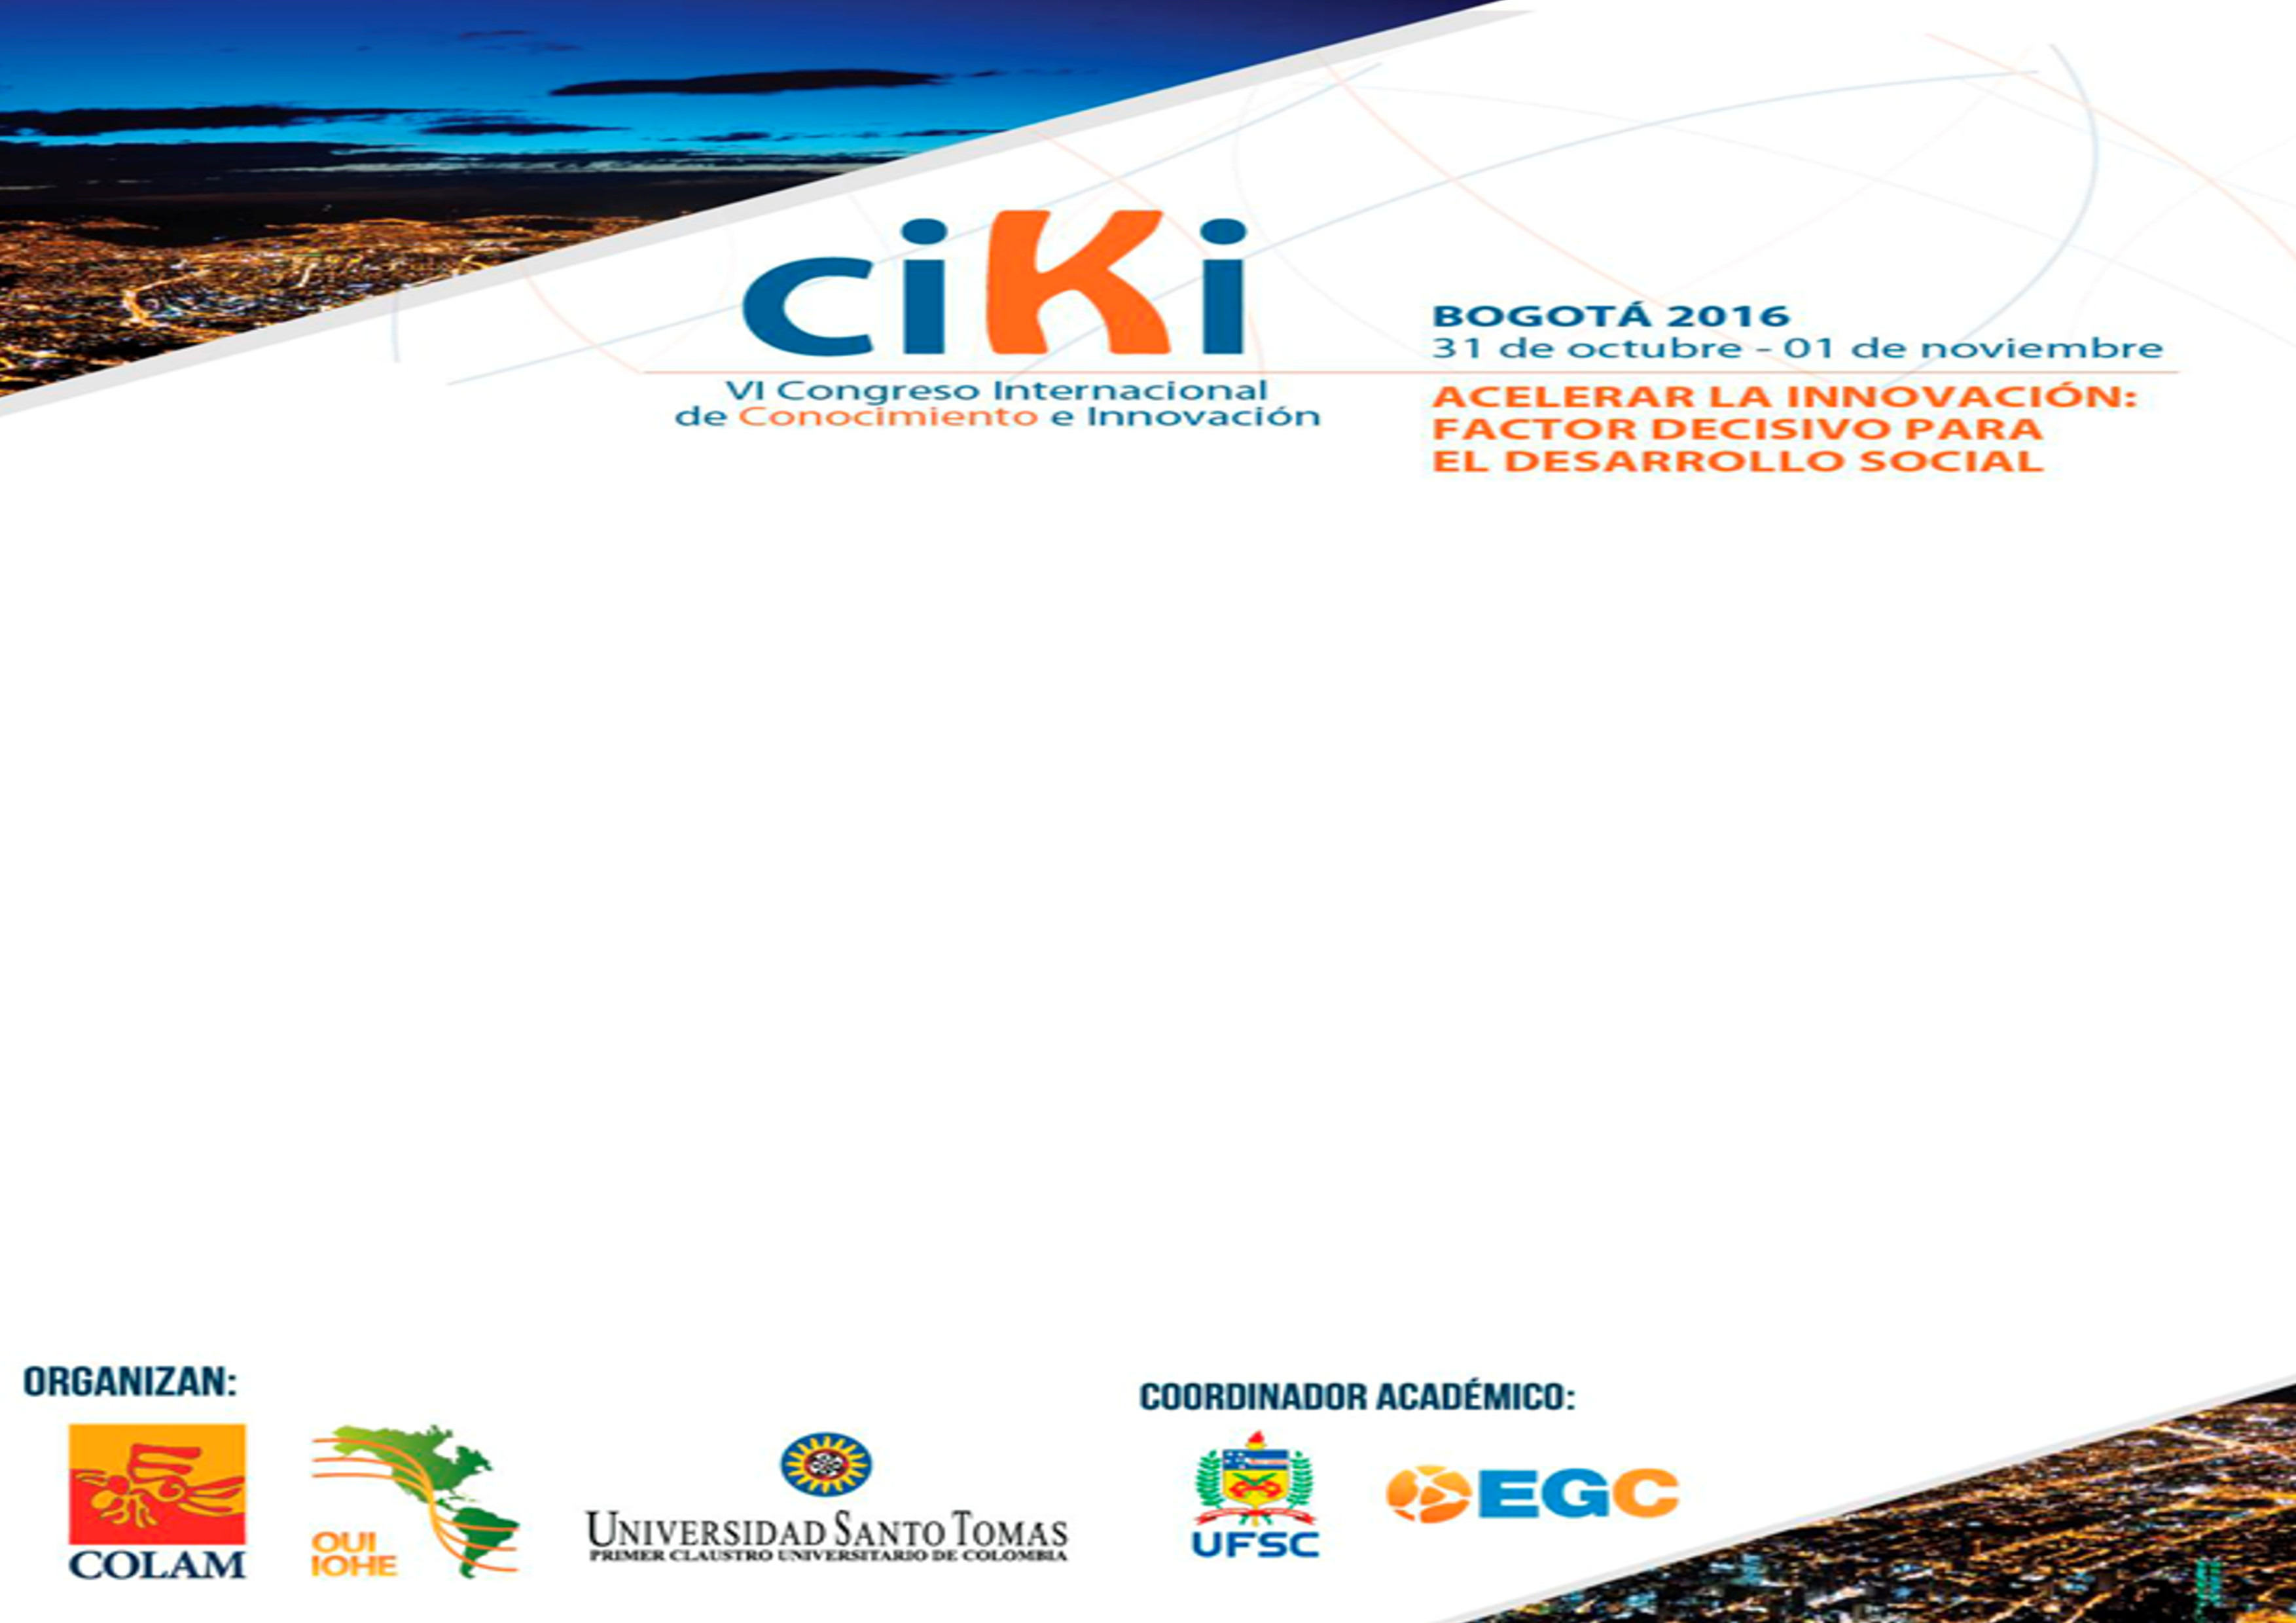 ciKi
VI Congreso Internacional
de Conocimiento e Innovación
BOGOTÁ 2016
31 de octubre - 01 de noviembre
ACELERAR LA INNOVACIÓN:
FACTOR DECISIVO PARA
EL DESARROLLO SOCIAL
ORGANIZAN:
COLAM
OUI
IOHE
UNIVERSIDAD SANTO TOMAS
PRIMER CLAUSTRO UNIVERSITARIO DE COLOMBIA
COORDINADOR ACADÉMICO:
UFSC
EGC